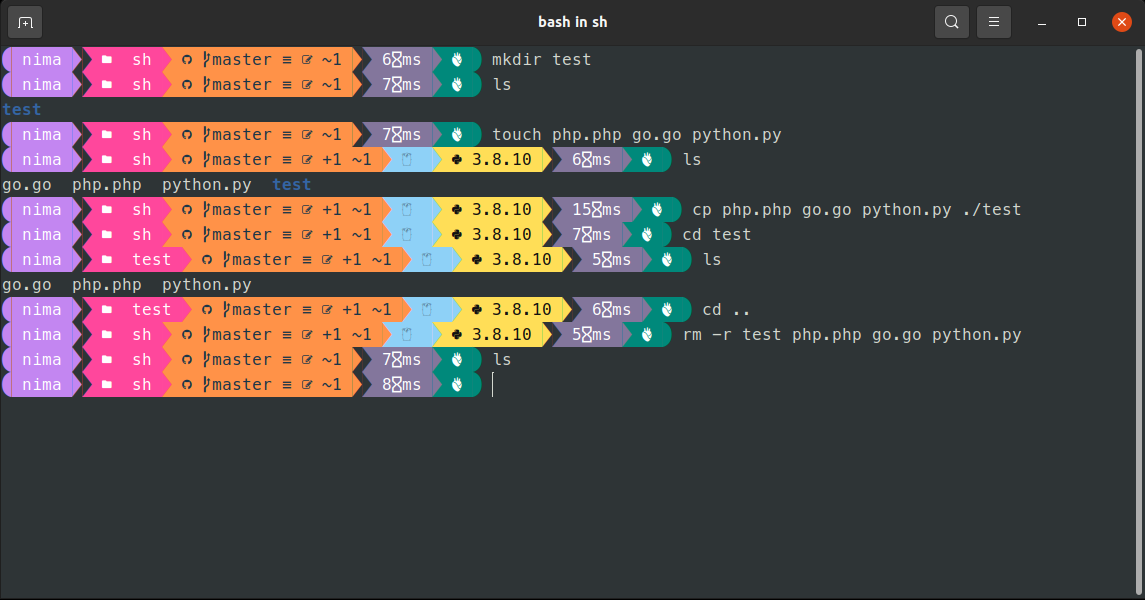 bash in sh
nima sh master ≡ ~1 6ms mkdir test
nima sh master ≡ ~1 7ms ls
test
nima sh master ≡ ~1 7ms touch php.php go.go python.py
nima sh master ≡ +1 ~1 3.8.10 6ms ls
go.go php.php python.py test
nima sh master ≡ +1 ~1 3.8.10 15ms cp php.php go.go python.py ./test
nima sh master ≡ +1 ~1 3.8.10 7ms cd test
nima test master ≡ +1 ~1 3.8.10 5ms ls
go.go php.php python.py
nima test master ≡ +1 ~1 3.8.10 6ms cd ..
nima sh master ≡ +1 ~1 3.8.10 5ms rm -r test php.php go.go python.py
nima sh master ≡ ~1 7ms ls
nima sh master ≡ ~1 8ms